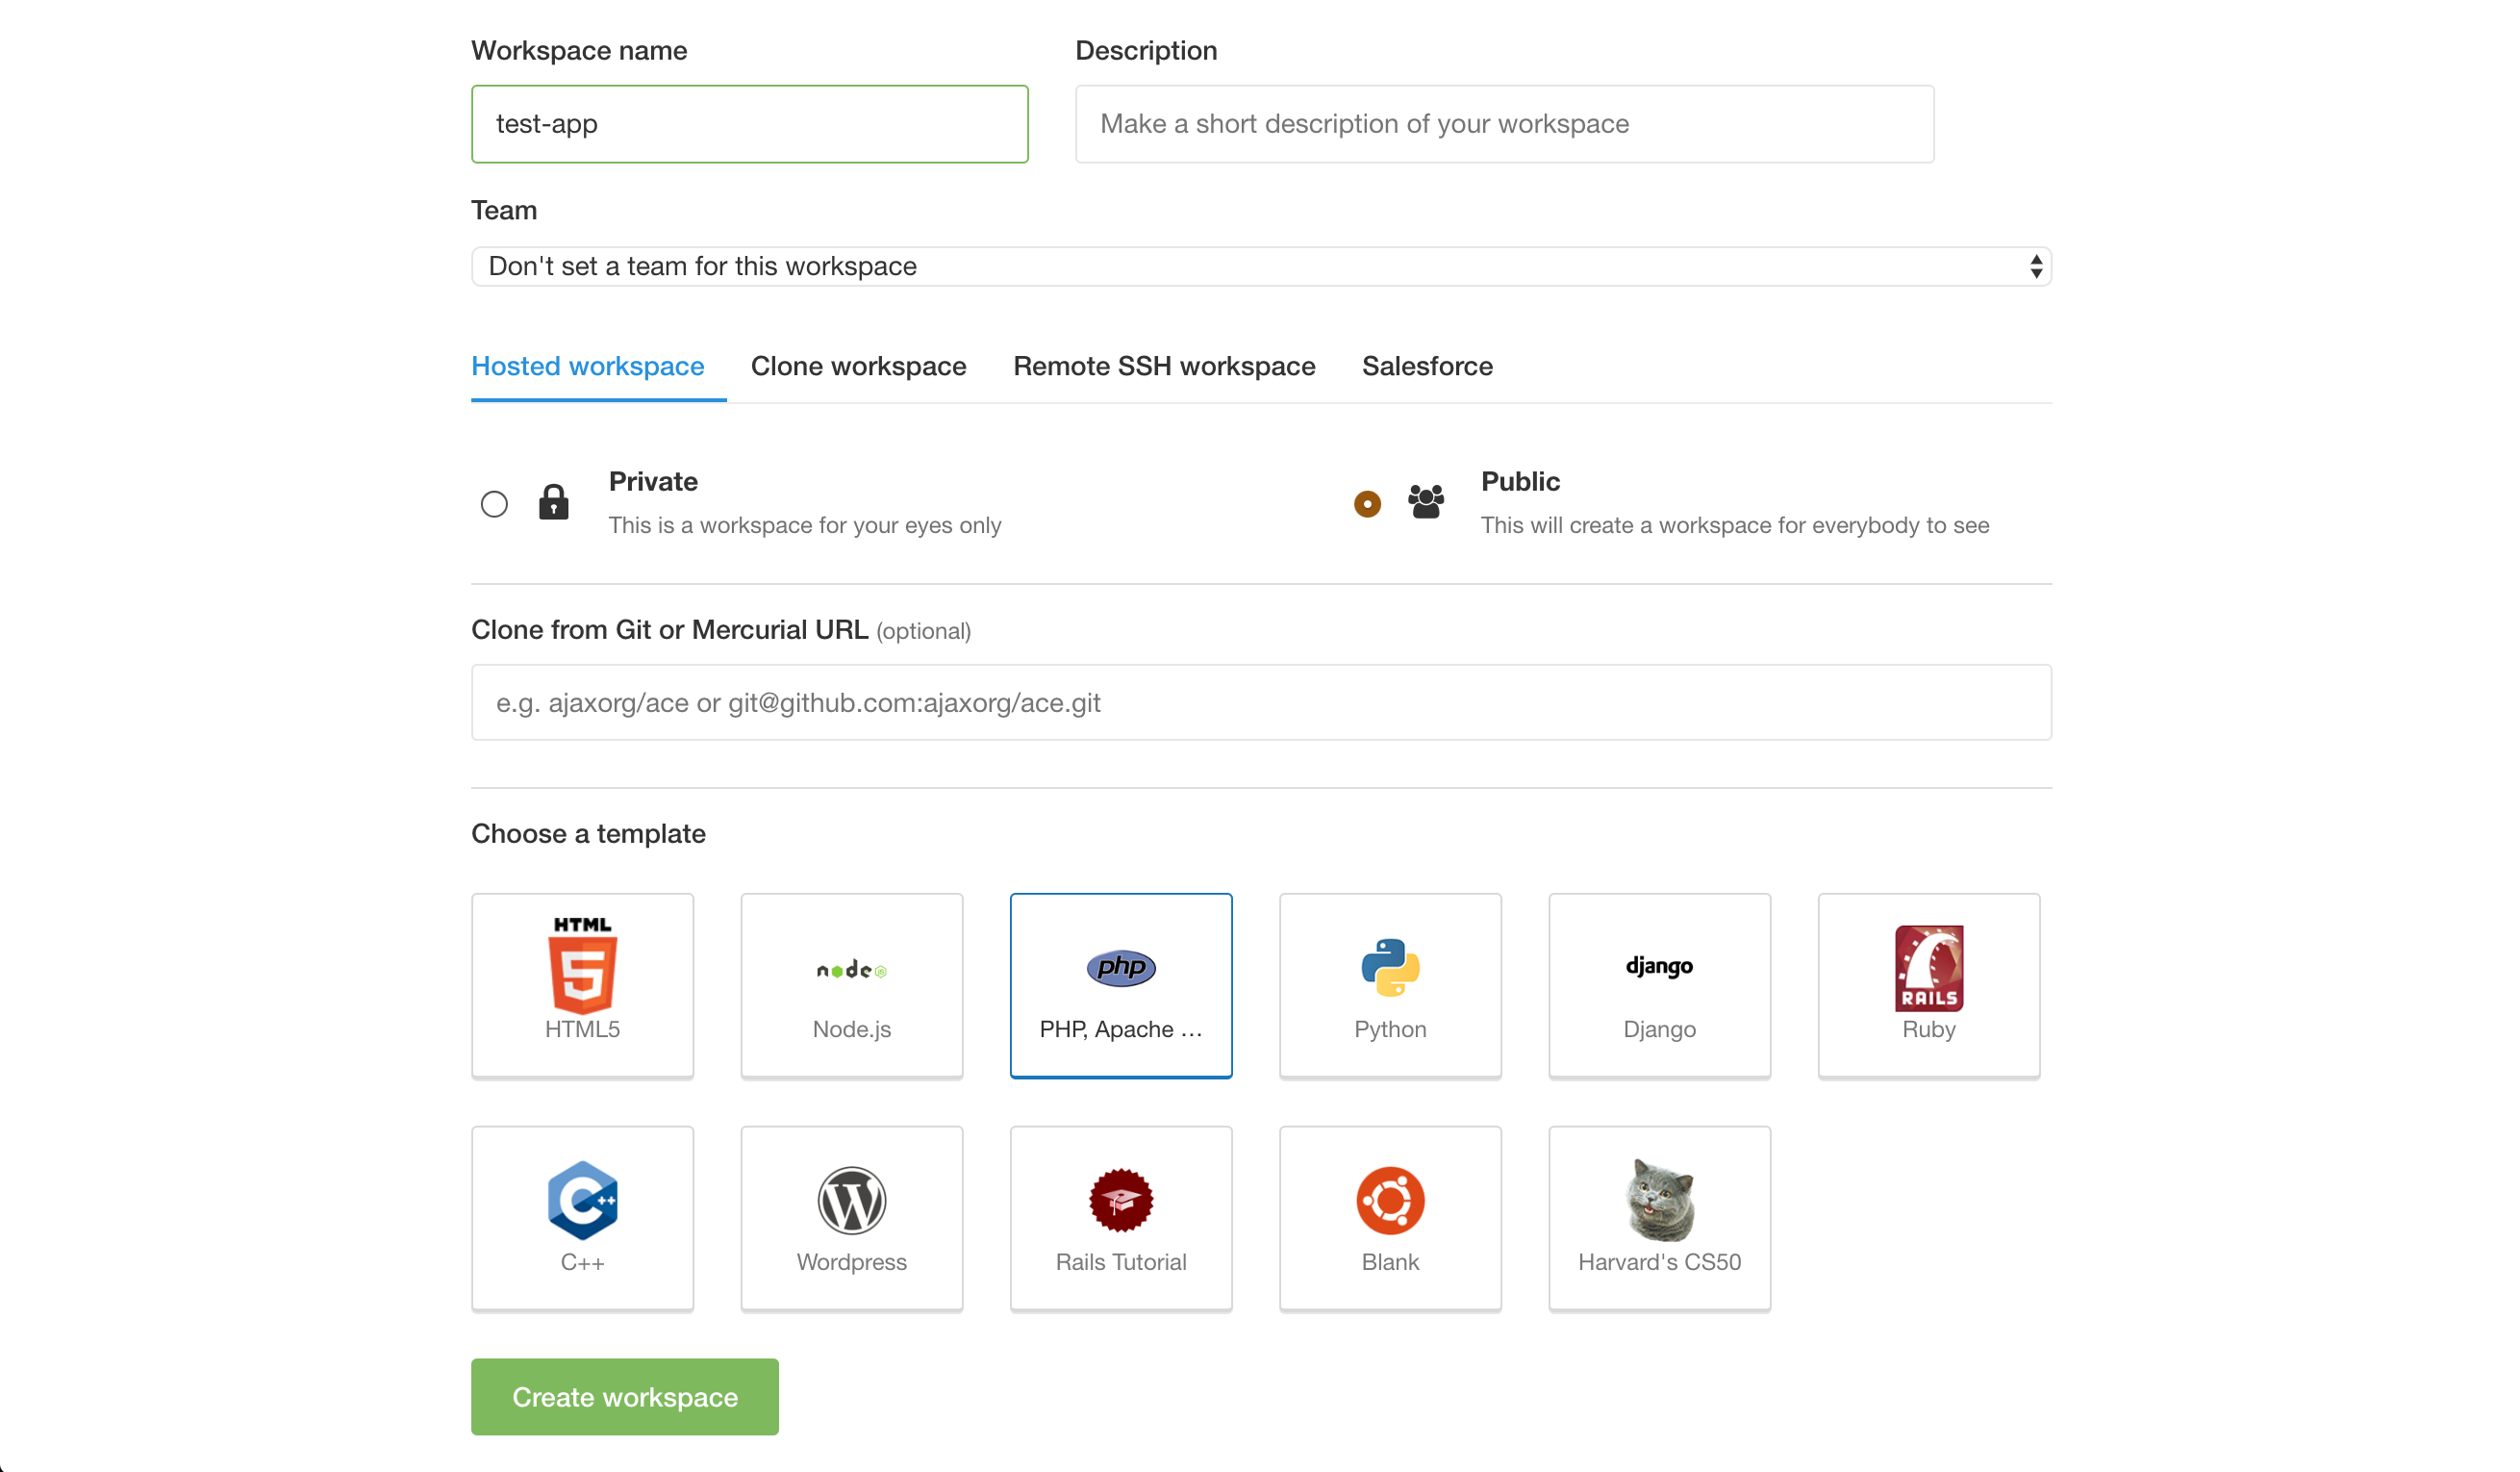 Workspace name
Description
test-app
Make a short description of your workspace
Team
Don't set a team for this workspace
Hosted workspace
Clone workspace
Remote SSH workspace
Salesforce
Private
This is a workspace for your eyes only
Public
This will create a workspace for everybody to see
Clone from Git or Mercurial URL (optional)
e.g. ajaxorg/ace or git@github.com:ajaxorg/ace.git
Choose a template
HTML
5
HTML5
node
JS
Node.js
php
PHP, Apache ...
Python
django
Django
RAILS
Ruby
C++
C++
W
Wordpress
Rails Tutorial
Blank
Harvard's CS50
Create workspace